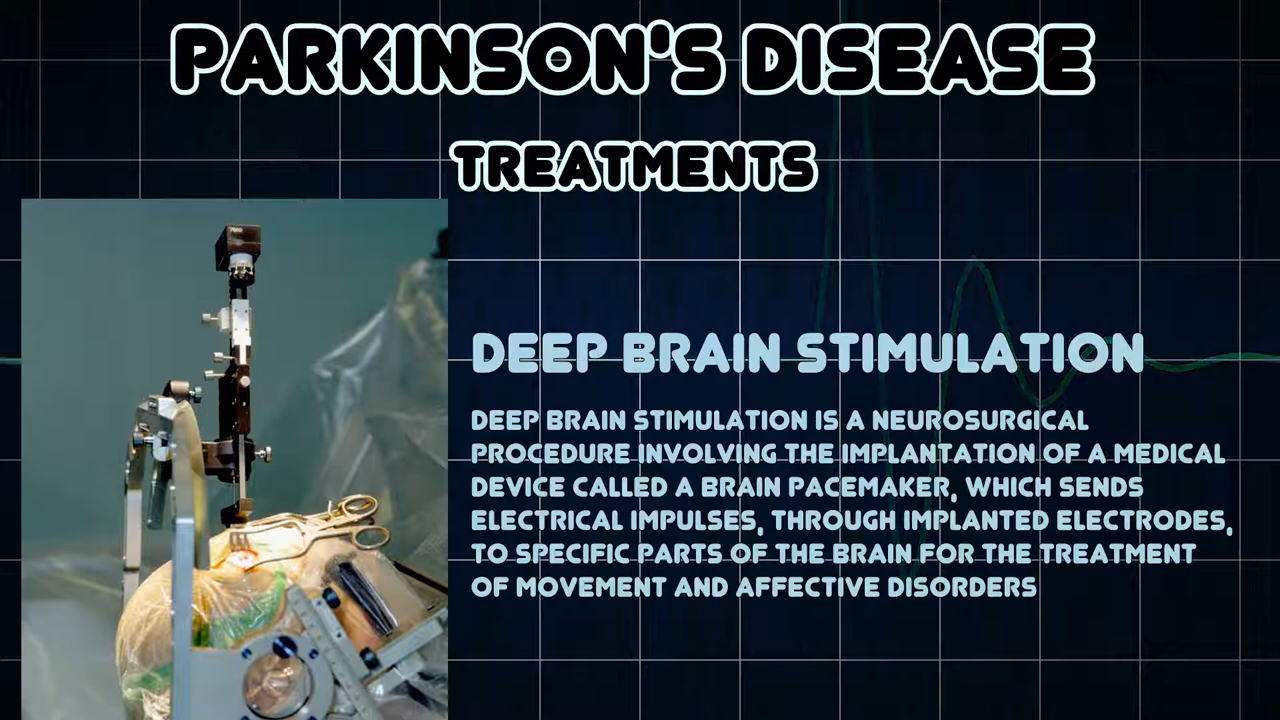 PARKINSON'S DISEASE
TREATMENTS
DEEP BRAIN STIMULATION
DEEP BRAIN STIMULATION IS A NEUROSURGICAL
PROCEDURE INVOLVING THE IMPLANTATION OF A MEDICAL
DEVICE CALLED A BRAIN PACEMAKER, WHICH SENDS
ELECTRICAL IMPULSES, THROUGH IMPLANTED ELECTRODES,
TO SPECIFIC PARTS OF THE BRAIN FOR THE TREATMENT
OF MOVEMENT AND AFFECTIVE DISORDERS